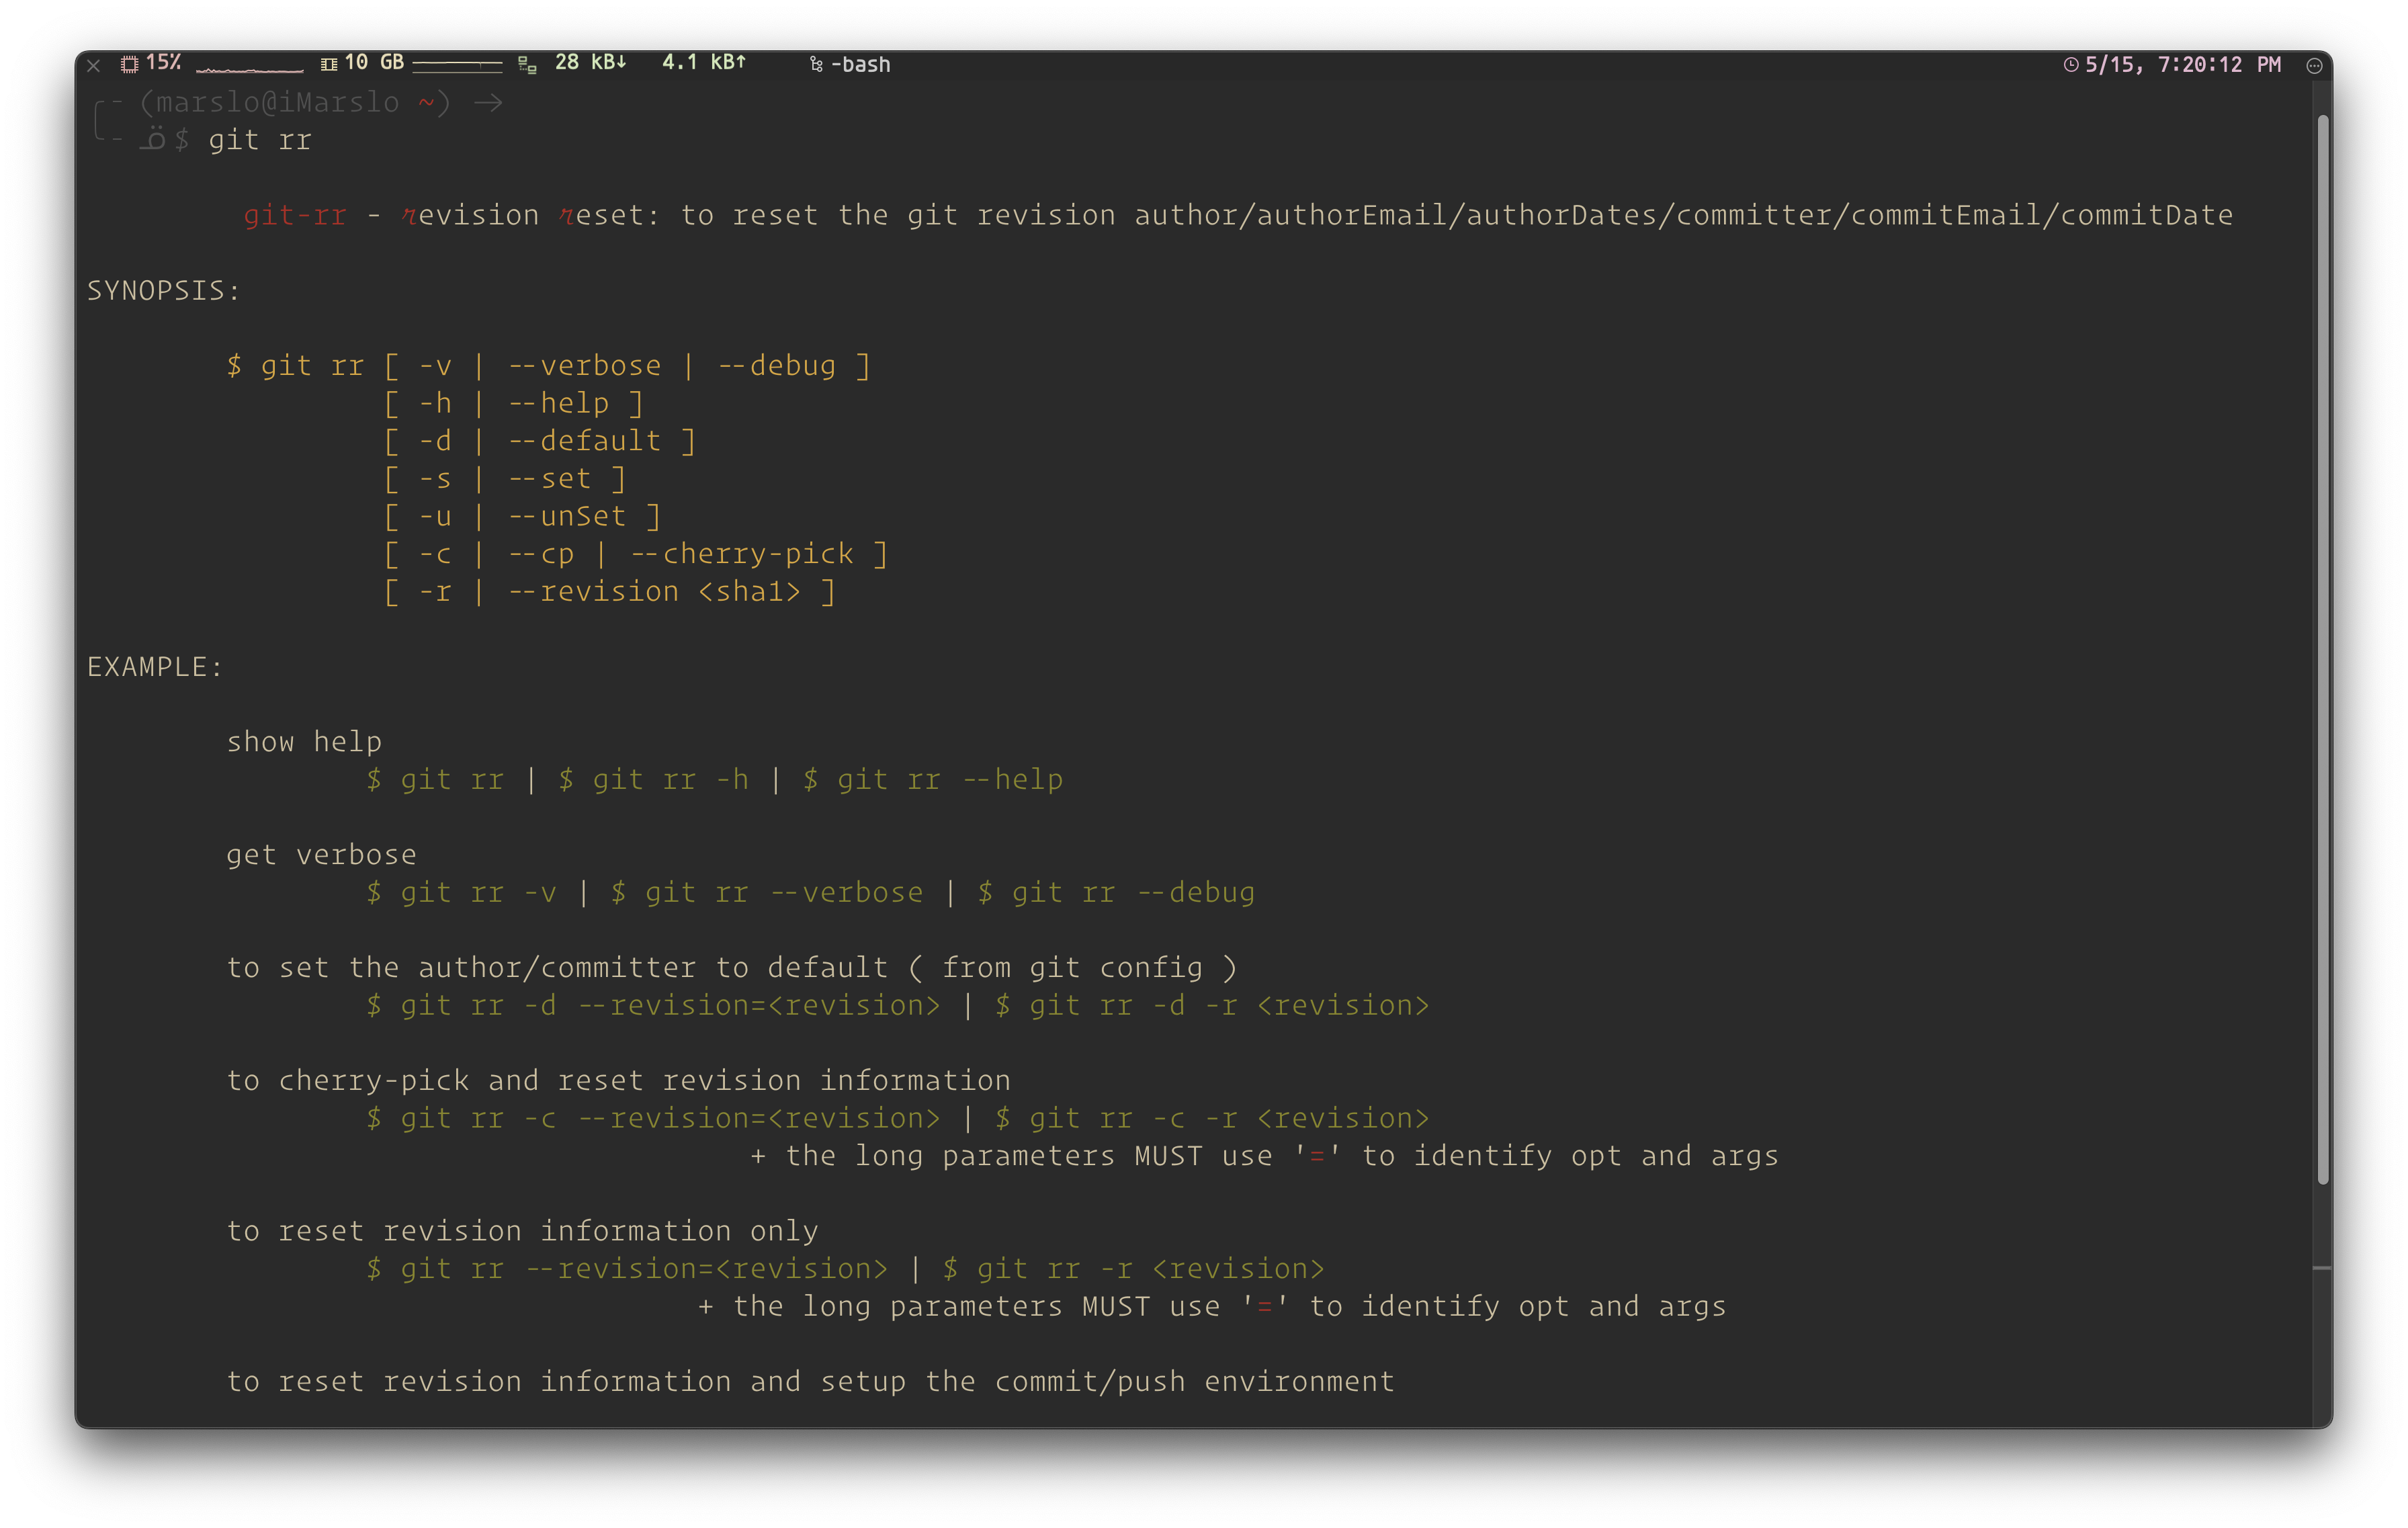 15% 10 GB 28 kB↓ 4.1 kB↑ -bash 5/15, 7:20:12 PM
(marslo@iMarslo ~) →
$ git rr
git-rr - revision reset: to reset the git revision author/authorEmail/authorDates/committer/commitEmail/commitDate
SYNOPSIS:
$ git rr [ -v | --verbose | --debug ]
[ -h | --help ]
[ -d | --default ]
[ -s | --set ]
[ -u | --unSet ]
[ -c | --cp | --cherry-pick ]
[ -r | --revision <sha1> ]
EXAMPLE:
show help
$ git rr | $ git rr -h | $ git rr --help
get verbose
$ git rr -v | $ git rr --verbose | $ git rr --debug
to set the author/committer to default ( from git config )
$ git rr -d --revision=<revision> | $ git rr -d -r <revision>
to cherry-pick and reset revision information
$ git rr -c --revision=<revision> | $ git rr -c -r <revision>
+ the long parameters MUST use '=' to identify opt and args
to reset revision information only
$ git rr --revision=<revision> | $ git rr -r <revision>
+ the long parameters MUST use '=' to identify opt and args
to reset revision information and setup the commit/push environment